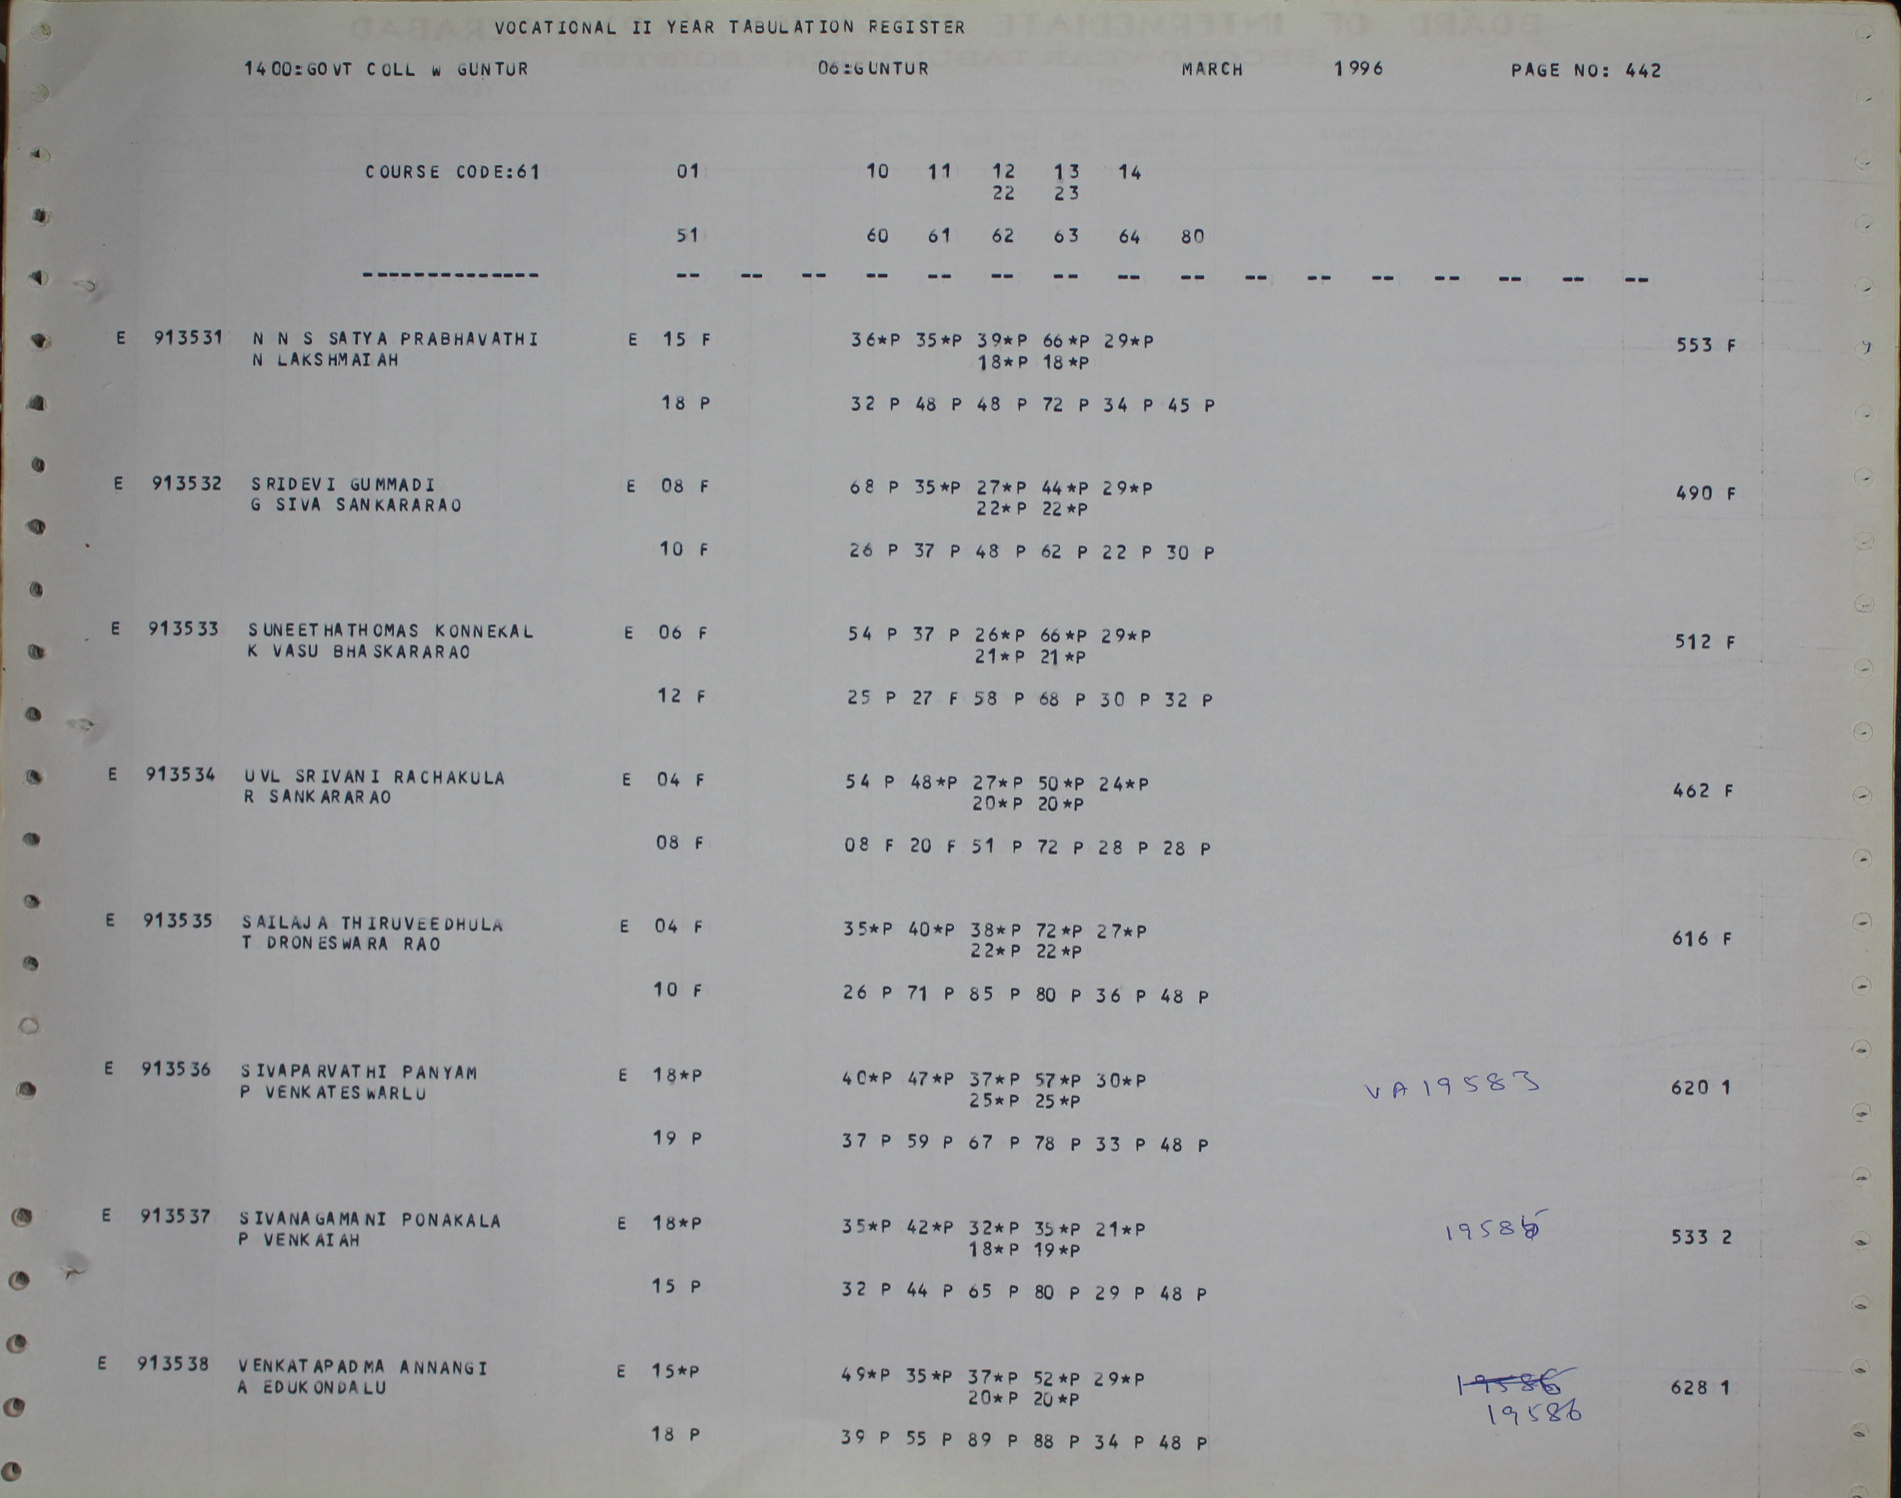 VOCATIONAL II YEAR TABULATION REGISTER
1400:GOVT COLL W GUNTUR 06:GUNTUR MARCH 1996 PAGE NO: 442
COURSE CODE:61 01 10 11 12 13 14
22 23
51 60 61 62 63 64 80
-------------- -- -- -- -- -- -- -- -- -- -- -- -- -- -- -- --
E 913531 N N S SATYA PRABHAVATHI E 15 F 36*P 35*P 39*P 66*P 29*P 553 F
N LAKSHMAIAH 18*P 18*P
18 P 32 P 48 P 48 P 72 P 34 P 45 P
E 913532 SRIDEVI GUMMADI E 08 F 68 P 35*P 27*P 44*P 29*P 490 F
G SIVA SANKARARAO 22*P 22*P
10 F 26 P 37 P 48 P 62 P 22 P 30 P
E 913533 SUNEETHATHOMAS KONNEKAL E 06 F 54 P 37 P 26*P 66*P 29*P 512 F
K VASU BHASKARARAO 21*P 21*P
12 F 25 P 27 F 58 P 68 P 30 P 32 P
E 913534 UVL SRIVANI RACHAKULA E 04 F 54 P 48*P 27*P 50*P 24*P 462 F
R SANKARARAO 20*P 20*P
08 F 08 F 20 F 51 P 72 P 28 P 28 P
E 913535 SAILAJA THIRUVEEDHULA E 04 F 35*P 40*P 38*P 72*P 27*P 616 F
T DRONESWARA RAO 22*P 22*P
10 F 26 P 71 P 85 P 80 P 36 P 48 P
E 913536 SIVAPARVATHI PANYAM E 18*P 40*P 47*P 37*P 57*P 30*P VA 19583 620 1
P VENKATESWARLU 25*P 25*P
19 P 37 P 59 P 67 P 78 P 33 P 48 P
E 913537 SIVANAGAMANI PONAKALA E 18*P 35*P 42*P 32*P 35*P 21*P 19585 533 2
P VENKAIAH 18*P 19*P
15 P 32 P 44 P 65 P 80 P 29 P 48 P
E 913538 VENKATAPADMA ANNANGI E 15*P 49*P 35*P 37*P 52*P 29*P 19586 628 1
A EDUKONDALU 20*P 20*P 19586
18 P 39 P 55 P 89 P 88 P 34 P 48 P